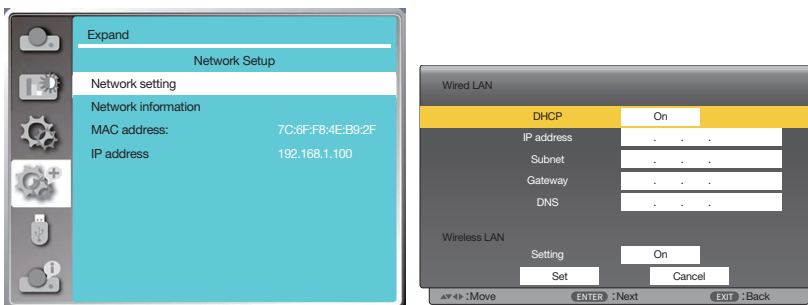 Expand
Network Setup
Network setting
Network information
MAC address: 7C:6F:F8:4E:B9:2F
IP address 192.168.1.100
Wired LAN
DHCP On
IP address . . .
Subnet . . .
Gateway . . .
DNS . . .
Wireless LAN
Setting On
Set Cancel
▲▼◀▶ :Move ENTER :Next EXIT :Back